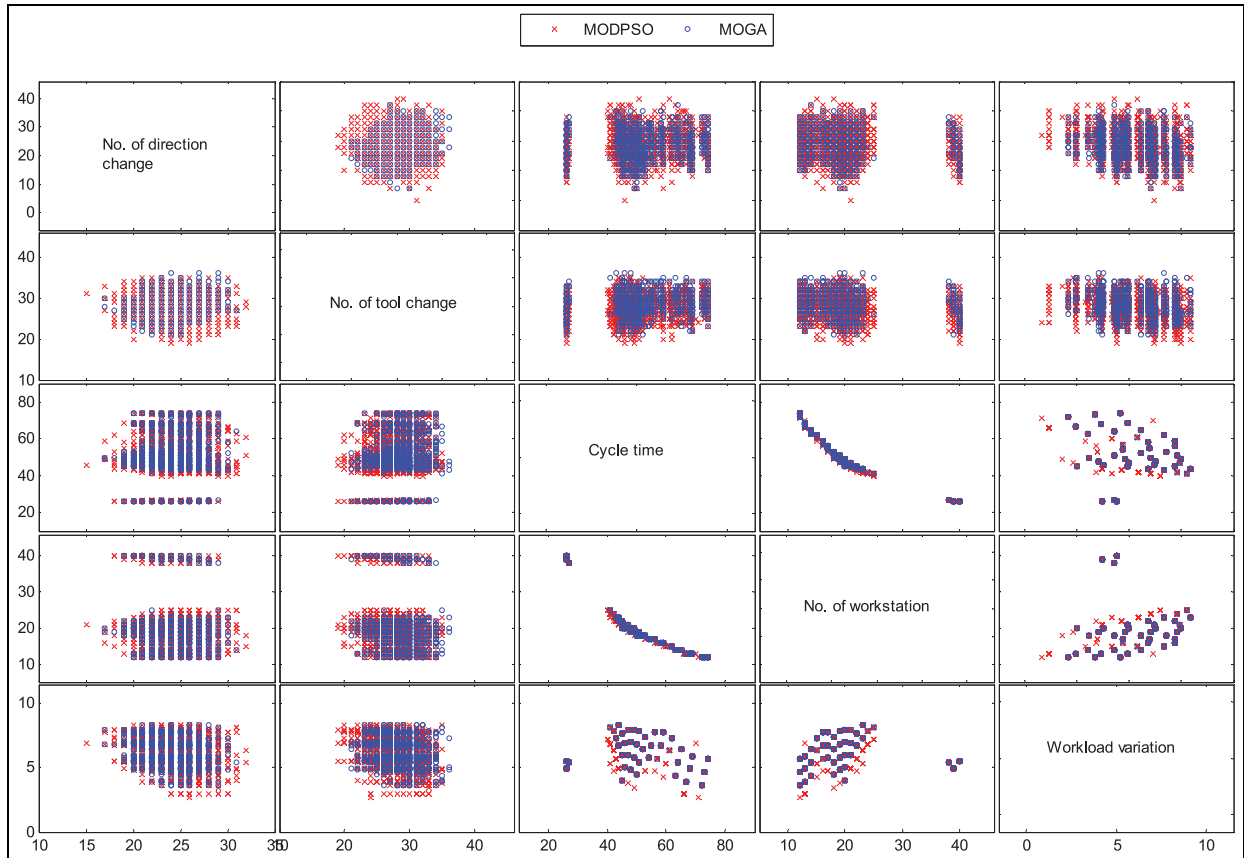 MODPSO MOGA
40
30
20
10
0
No. of direction
change
40
30
20
10
No. of tool change
80
60
40
20
Cycle time
40
30
20
10
No. of workstation
10
5
0
Workload variation
10 15 20 25 30 35
20 30 40
20 40 60 80
10 20 30 40
0 5 10